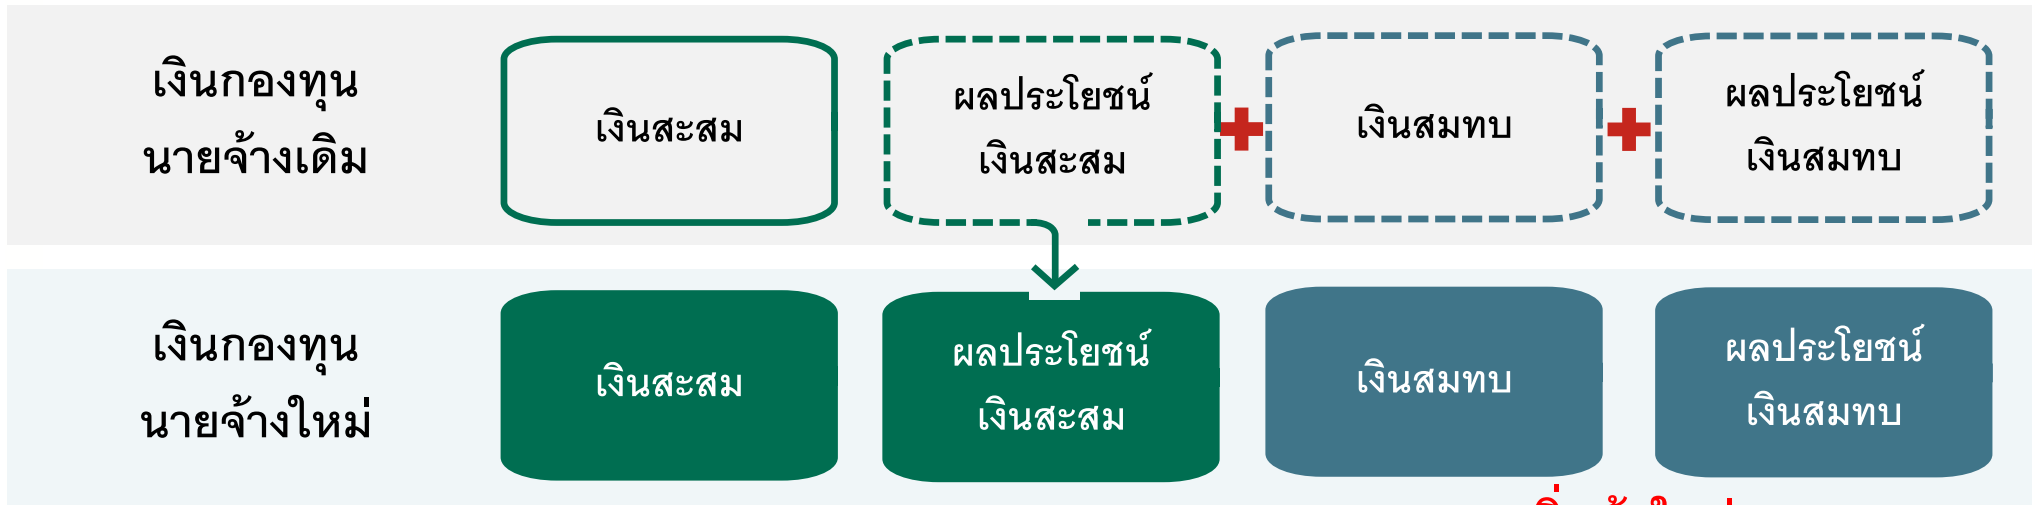 เงินกองทุน
นายจ้างเดิม
เงินสะสม
ผลประโยชน์
เงินสะสม
เงินสมทบ
ผลประโยชน์
เงินสมทบ
เงินกองทุน
นายจ้างใหม่
เงินสะสม
ผลประโยชน์
เงินสะสม
เงินสมทบ
ผลประโยชน์
เงินสมทบ